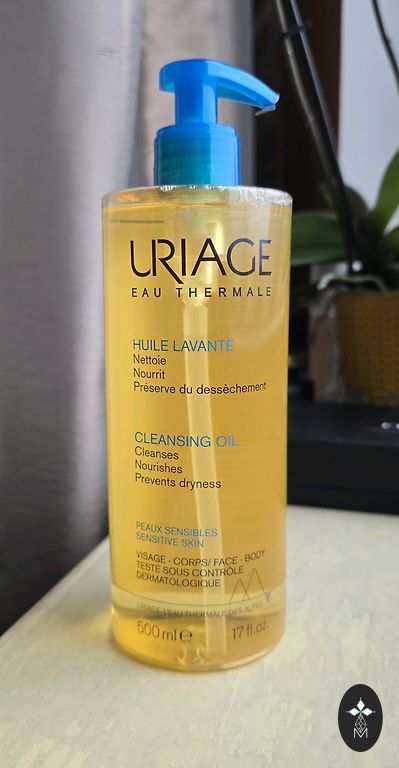 URIAGE
EAU THERMALE
HUILE LAVANTE
Nettoie
Nourrit
Préserve du dessèchement
CLEANSING OIL
Cleanses
Nourishes
Prevents dryness
PEAUX SENSIBLES
SENSITIVE SKIN
VISAGE - CORPS/ FACE - BODY
TESTÉ SOUS CONTRÔLE
DERMATOLOGIQUE
URIAGE, L'EAU THERMALE DES ALPES
500 ml e 17 fl.oz.
M